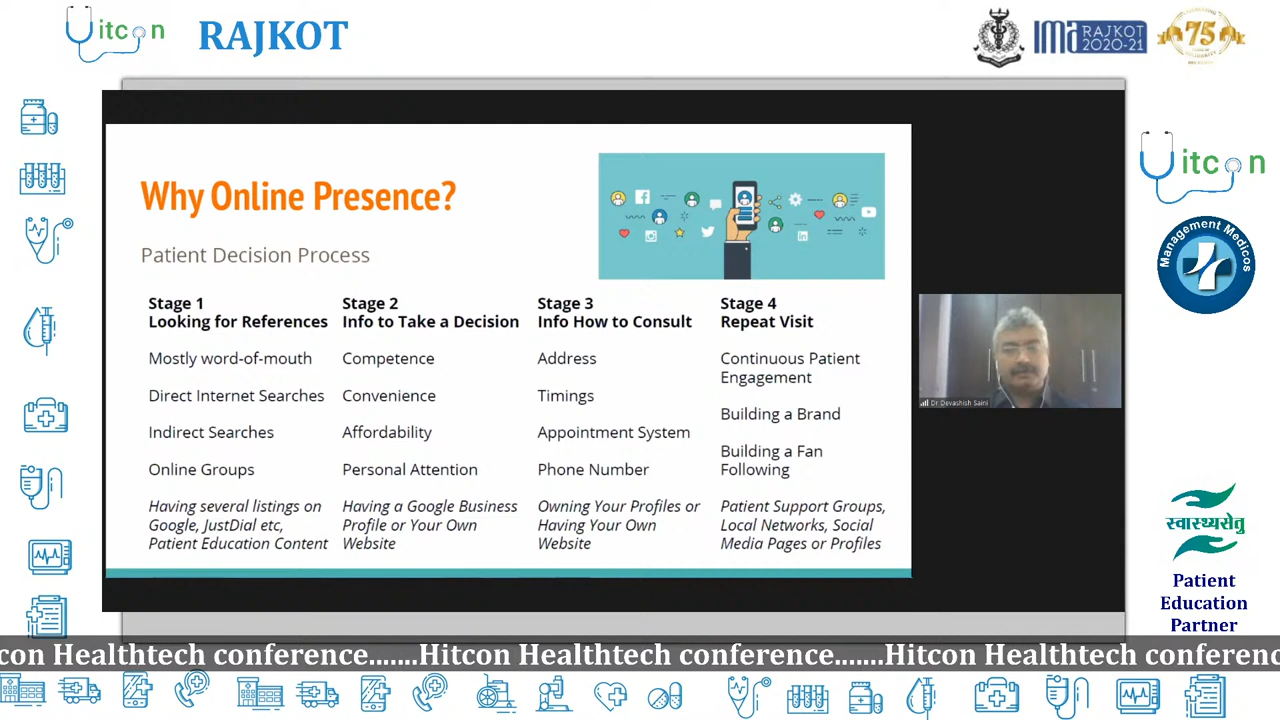 itcon
RAJKOT
ima RAJKOT
2020-21
75
itcon
Management Medicos
Why Online Presence?
Patient Decision Process
Stage 1
Looking for References
Mostly word-of-mouth
Direct Internet Searches
Indirect Searches
Online Groups
Having several listings on
Google, JustDial etc,
Patient Education Content
Stage 2
Info to Take a Decision
Competence
Convenience
Affordability
Personal Attention
Having a Google Business
Profile or Your Own
Website
Stage 3
Info How to Consult
Address
Timings
Appointment System
Phone Number
Owning Your Profiles or
Having Your Own
Website
Stage 4
Repeat Visit
Continuous Patient
Engagement
Building a Brand
Building a Fan
Following
Patient Support Groups,
Local Networks, Social
Media Pages or Profiles
Dr Devashish Saini
स्वास्थ्यसेतु
Patient
Education
Partner
con Healthtech conference.......Hitcon Healthtech conference.......Hitcon Healthtech conferenc